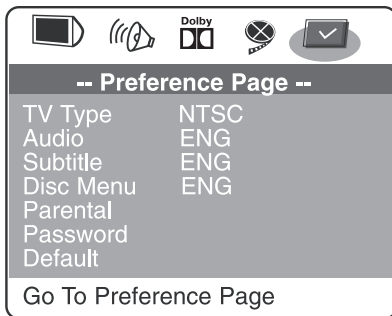 Dolby
-- Preference Page --
TV Type NTSC
Audio ENG
Subtitle ENG
Disc Menu ENG
Parental
Password
Default
Go To Preference Page